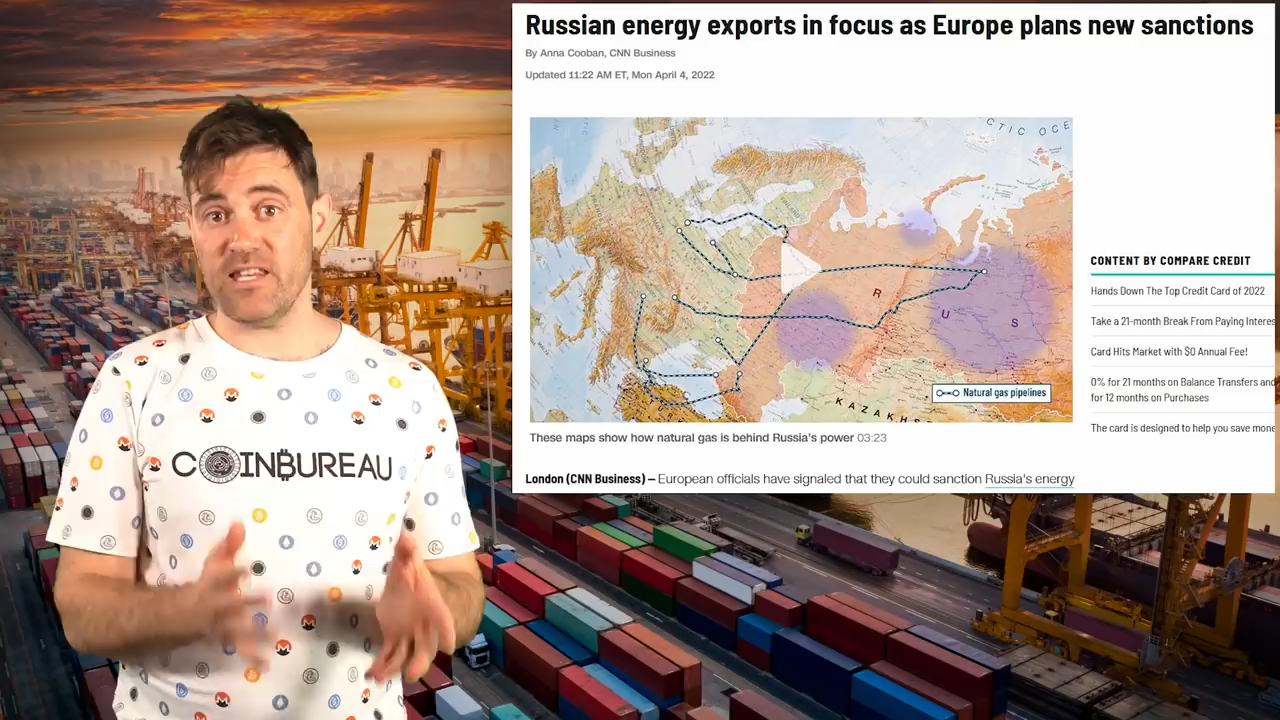 Russian energy exports in focus as Europe plans new sanctions
By Anna Cooban, CNN Business
Updated 11:22 AM ET, Mon April 4, 2022
CTIC OCE
R
U
S
KAZAKHS
Natural gas pipelines
These maps show how natural gas is behind Russia's power 03:23
London (CNN Business) — European officials have signaled that they could sanction Russia's energy
CONTENT BY COMPARE CREDIT
Hands Down The Top Credit Card of 2022
Take a 21-month Break From Paying Interes
Card Hits Market with $0 Annual Fee!
0% for 21 months on Balance Transfers and
for 12 months on Purchases
The card is designed to help you save mone
COINBUREAU